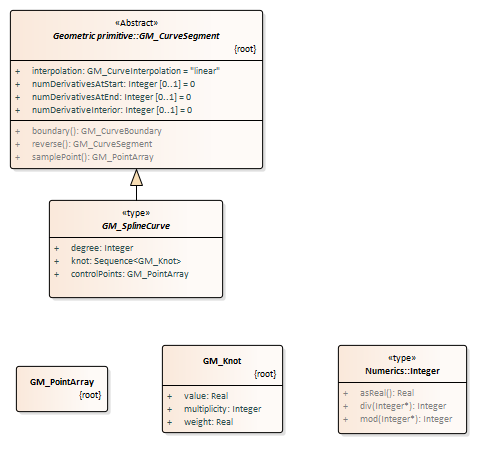 «Abstract»
Geometric primitive::GM_CurveSegment
{root}
+ interpolation: GM_CurveInterpolation = "linear"
+ numDerivativesAtStart: Integer [0..1] = 0
+ numDerivativesAtEnd: Integer [0..1] = 0
+ numDerivativeInterior: Integer [0..1] = 0
+ boundary(): GM_CurveBoundary
+ reverse(): GM_CurveSegment
+ samplePoint(): GM_PointArray
«type»
GM_SplineCurve
+ degree: Integer
+ knot: Sequence<GM_Knot>
+ controlPoints: GM_PointArray
GM_PointArray
{root}
GM_Knot
{root}
+ value: Real
+ multiplicity: Integer
+ weight: Real
«type»
Numerics::Integer
+ asReal(): Real
+ div(Integer*): Integer
+ mod(Integer*): Integer